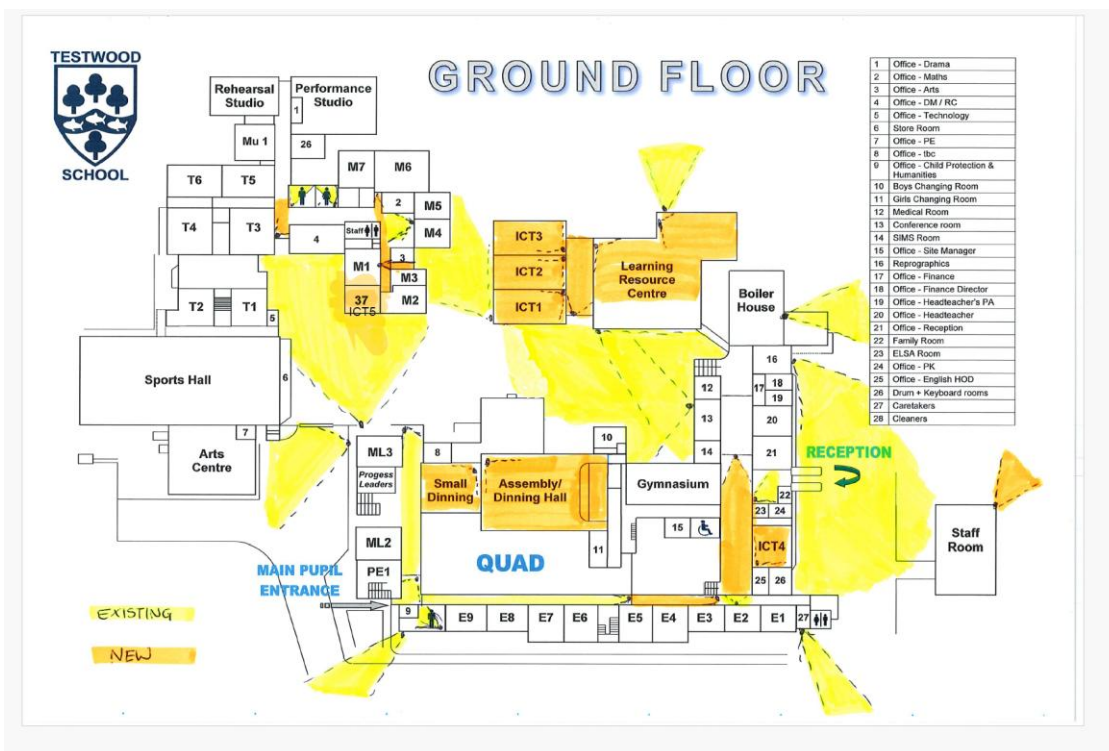 TESTWOOD
SCHOOL
GROUND FLOOR
1 Office - Drama
2 Office - Maths
3 Office - Arts
4 Office - DM / RC
5 Office - Technology
6 Store Room
7 Office - PE
8 Office - tbc
9 Office - Child Protection &
Humanities
10 Boys Changing Room
11 Girls Changing Room
12 Medical Room
13 Conference room
14 SIMS Room
15 Office - Site Manager
16 Reprographics
17 Office - Finance
18 Office - Finance Director
19 Office - Headteacher's PA
20 Office - Headteacher
21 Office - Reception
22 Family Room
23 ELSA Room
24 Office - PK
25 Office - English HOD
26 Drum + Keyboard rooms
27 Caretakers
28 Cleaners
Rehearsal
Studio
Performance
Studio
1
Mu 1
26
M7
M6
T6
T5
2
M5
T4
T3
4
Staff
M4
3
M1
M3
37
M2
ICT5
ICT3
ICT2
ICT1
Learning
Resource
Centre
Boiler
House
T2
T1
5
Sports Hall
6
16
12
17
18
19
13
20
7
Arts
Centre
ML3
8
10
14
21
RECEPTION
Progess
Leaders
Small
Dinning
Assembly/
Dinning Hall
Gymnasium
22
23
24
15
Staff
Room
ML2
11
ICT4
QUAD
PE1
25
26
MAIN PUPIL
ENTRANCE
9
E9
E8
E7
E6
E5
E4
E3
E2
E1
27
EXISTING
NEW